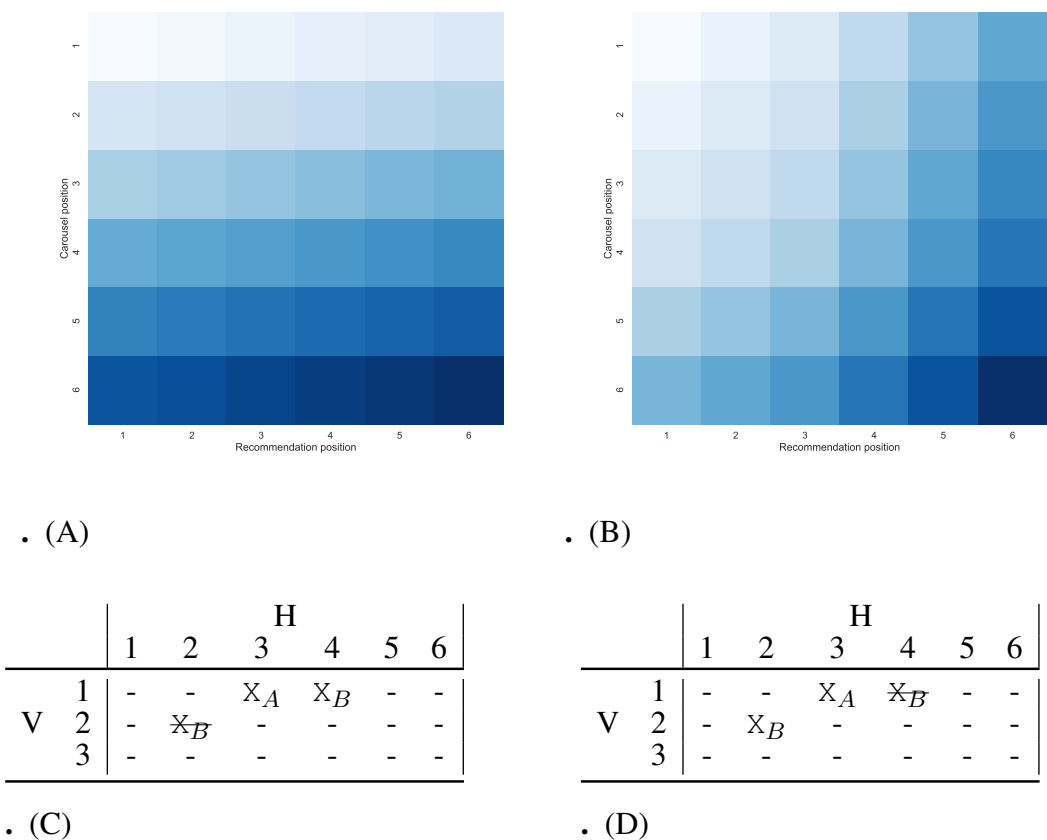 1
2
3
4
5
6
Carousel position
1 2 3 4 5 6
Recommendation position
1
2
3
4
5
6
Carousel position
1 2 3 4 5 6
Recommendation position
. (A)
. (B)
H
1 2 3 4 5 6
1 - - X_A X_B - -
V 2 - X_B - - - -
3 - - - - - -
. (C)
H
1 2 3 4 5 6
1 - - X_A X_B - -
V 2 - X_B - - - -
3 - - - - - -
. (D)